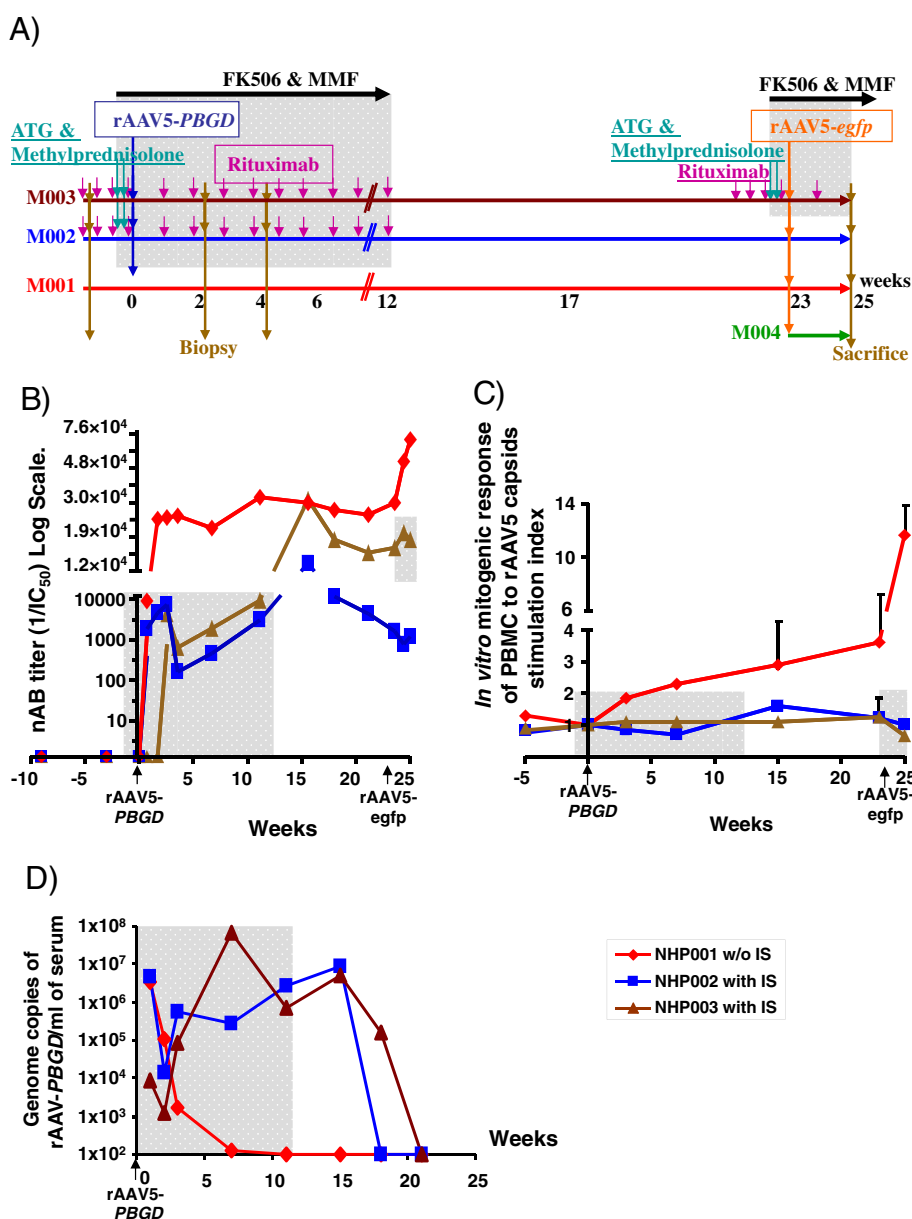 A)
FK506 & MMF
FK506 & MMF
rAAV5-PBGD
rAAV5-egfp
ATG &
Methylprednisolone
ATG &
Methylprednisolone
Rituximab
Rituximab
M003
M002
M001
weeks
0 2 4 6 12 17 23 25
M004
Biopsy
Sacrifice
B)
nAB titer (1/IC50) Log Scale.
7.6×10⁴
4.8×10⁴
3.0×10⁴
1.9×10⁴
1.2×10⁴
10000
1000
100
10
-10 -5 0 5 10 15 20 25
rAAV5-
PBGD
rAAV5-
egfp
Weeks
C)
In vitro mitogenic response
of PBMC to rAAV5 capsids
stimulation index
14
12
10
8
6
4
3
2
1
-5 0 5 10 15 20 25
rAAV5-
PBGD
rAAV5-
egfp
Weeks
D)
Genome copies of
rAAV-PBGD/ml of serum
1x10⁸
1x10⁷
1x10⁶
1x10⁵
1x10⁴
1x10³
1x10²
0 5 10 15 20 25
Weeks
rAAV5-
PBGD
NHP001 w/o IS
NHP002 with IS
NHP003 with IS